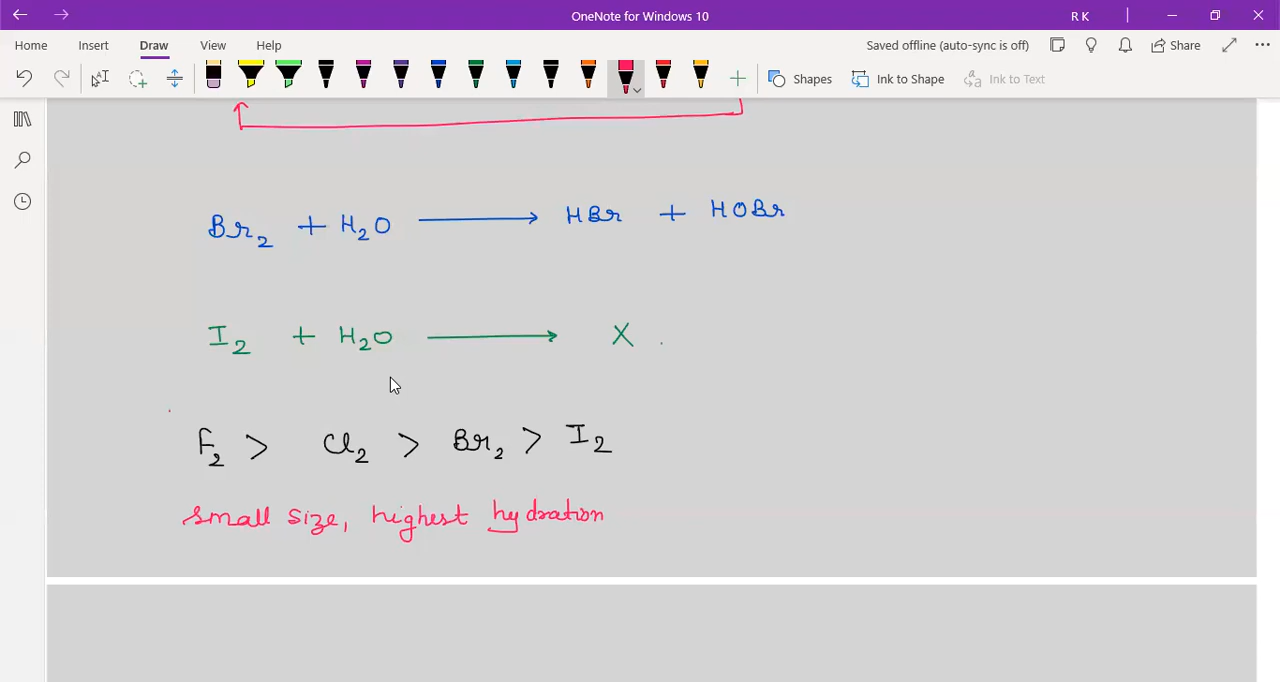 OneNote for Windows 10
R K
Home Insert Draw View Help
Saved offline (auto-sync is off)
Share
Shapes
Ink to Shape
Ink to Text
Br2 + H2O → HBr + HOBr
I2 + H2O → X .
F2 > Cl2 > Br2 > I2
small size, highest hydration